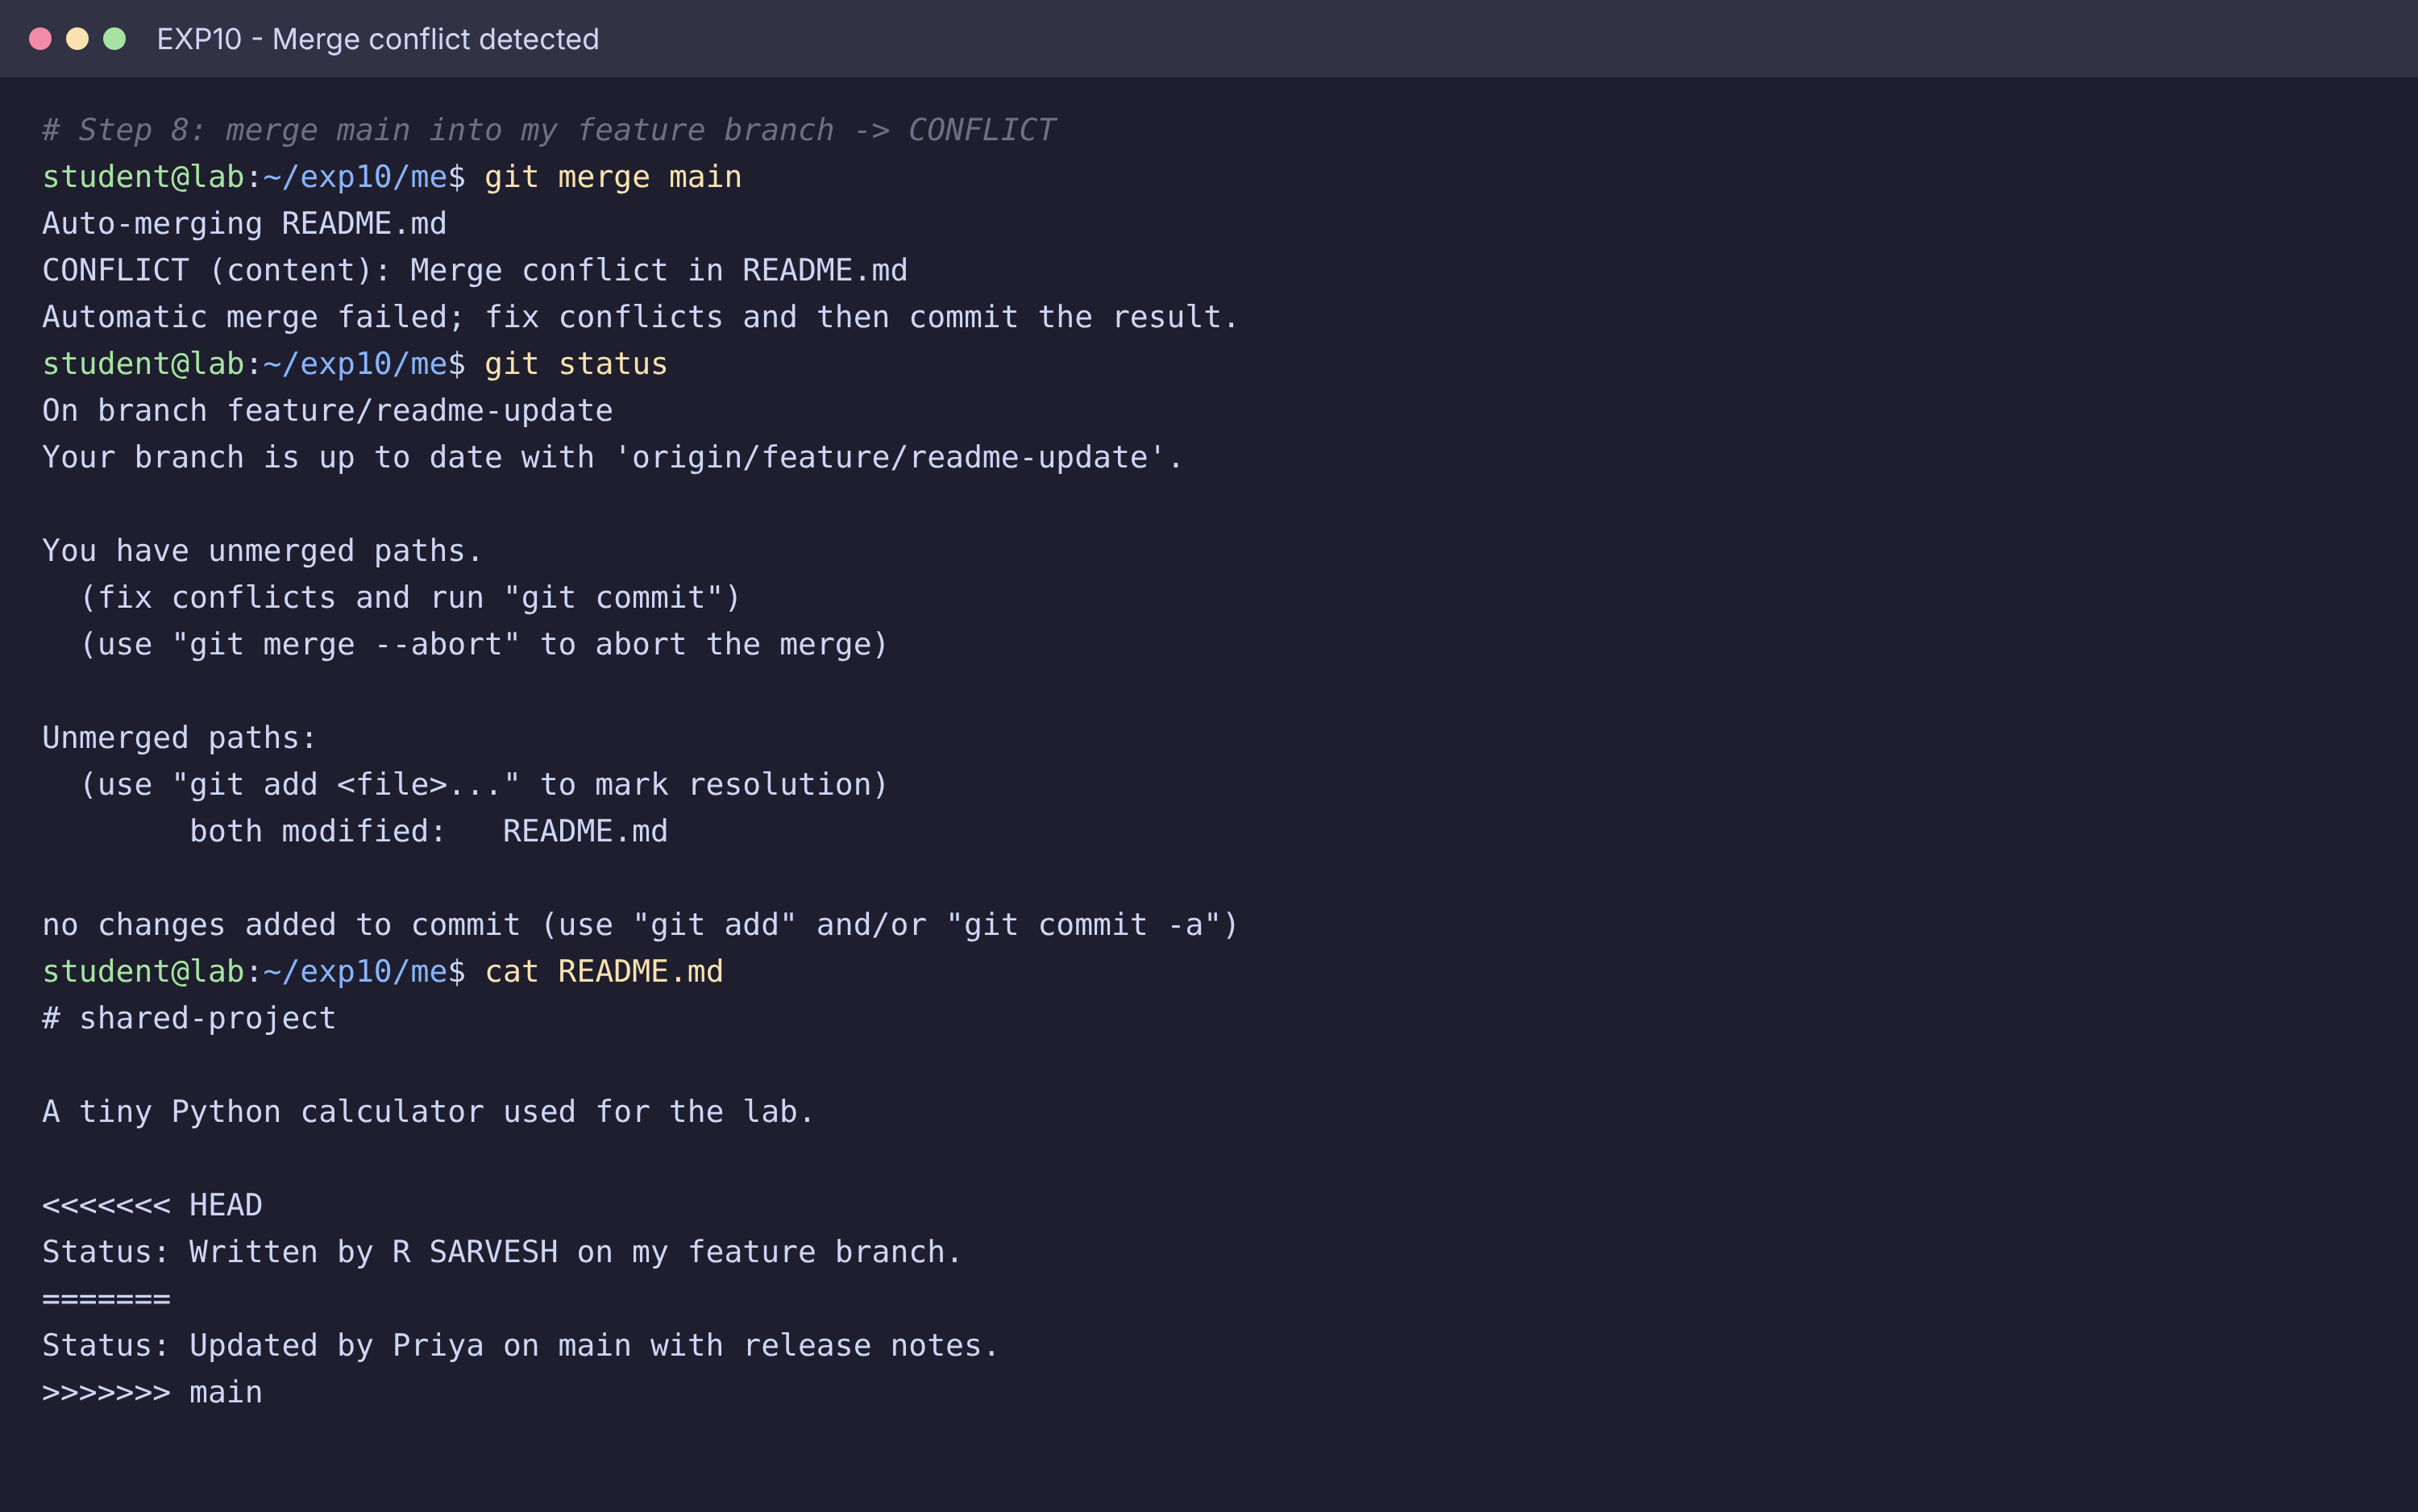 EXP10 - Merge conflict detected
# Step 8: merge main into my feature branch -> CONFLICT
student@lab:~/exp10/me$ git merge main
Auto-merging README.md
CONFLICT (content): Merge conflict in README.md
Automatic merge failed; fix conflicts and then commit the result.
student@lab:~/exp10/me$ git status
On branch feature/readme-update
Your branch is up to date with 'origin/feature/readme-update'.

You have unmerged paths.
  (fix conflicts and run "git commit")
  (use "git merge --abort" to abort the merge)

Unmerged paths:
  (use "git add <file>..." to mark resolution)
        both modified:   README.md

no changes added to commit (use "git add" and/or "git commit -a")
student@lab:~/exp10/me$ cat README.md
# shared-project

A tiny Python calculator used for the lab.

<<<<<<< HEAD
Status: Written by R SARVESH on my feature branch.
=======
Status: Updated by Priya on main with release notes.
>>>>>>> main